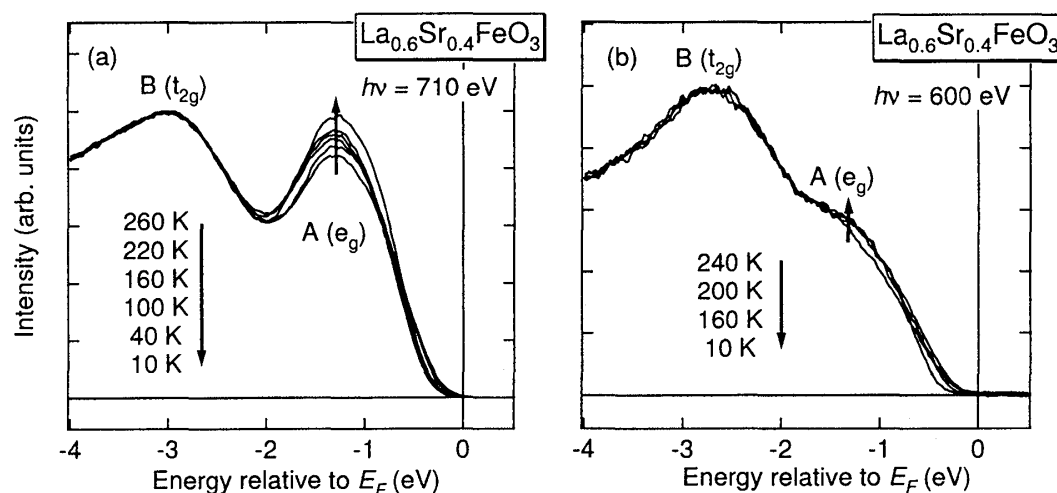 (a)
La0.6Sr0.4FeO3
hν = 710 eV
B (t2g)
A (eg)
260 K
220 K
160 K
100 K
40 K
10 K
Intensity (arb. units)
-4 -3 -2 -1 0
Energy relative to EF (eV)
(b)
La0.6Sr0.4FeO3
hν = 600 eV
B (t2g)
A (eg)
240 K
200 K
160 K
10 K
-4 -3 -2 -1 0
Energy relative to EF (eV)